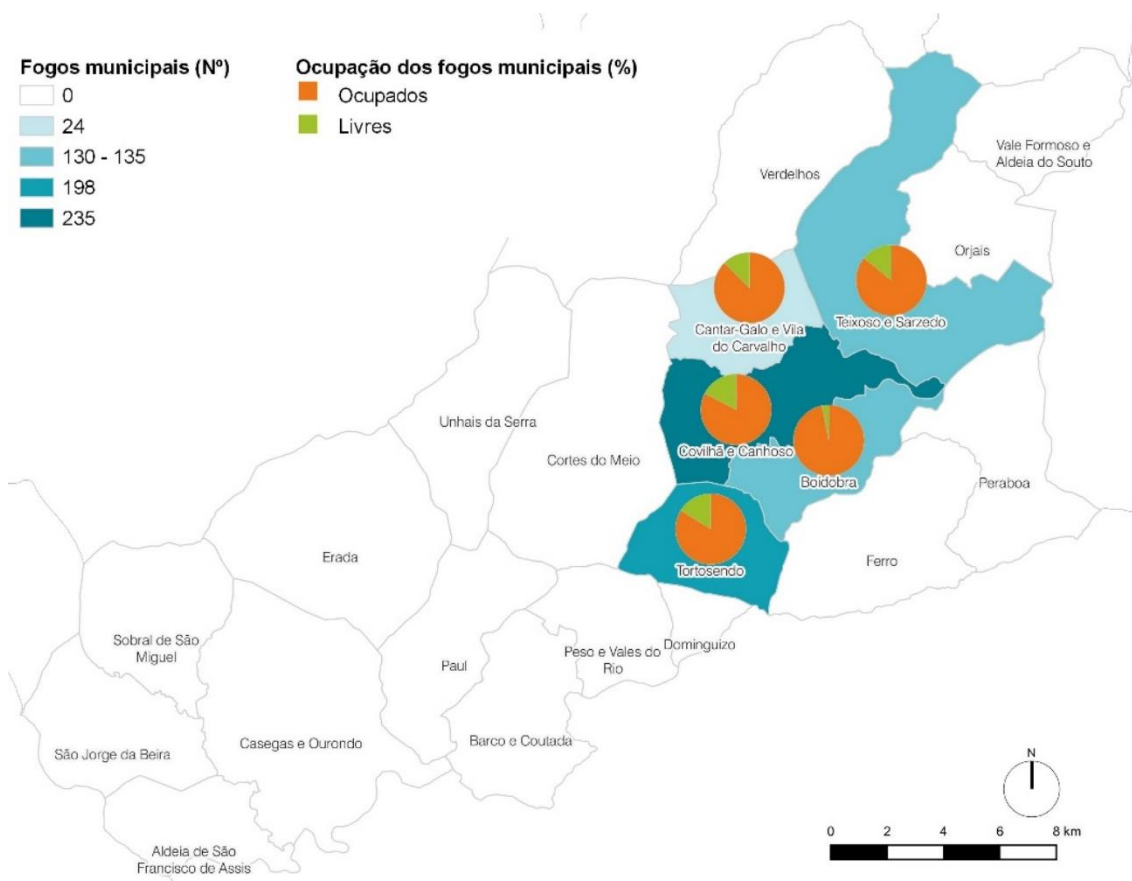 Fogos municipais (Nº)
0
24
130 - 135
198
235
Ocupação dos fogos municipais (%)
Ocupados
Livres
Vale Formoso e
Aldeia do Souto
Verdelhos
Orjais
Teixoso e Sarzedo
Cantar-Galo e Vila
do Carvalho
Unhais da Serra
Cortes do Meio
Covilhã e Canhoso
Boidobra
Peraboa
Erada
Tortosendo
Ferro
Sobral de São
Miguel
Paul
Peso e Vales do
Rio
Dominguizo
São Jorge da Beira
Casegas e Ourondo
Barco e Coutada
Aldeia de São
Francisco de Assis
N
0 2 4 6 8 km